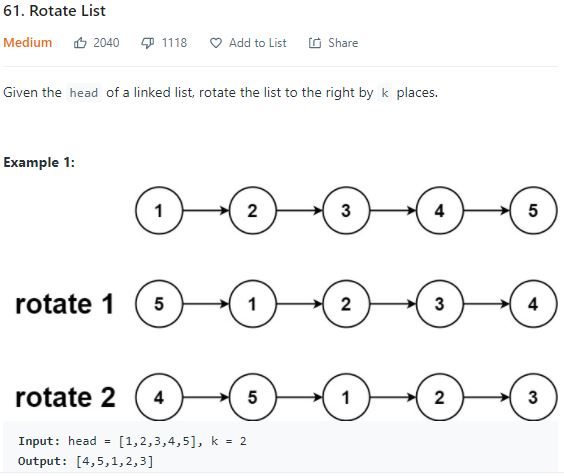 61. Rotate List
Medium 2040 1118 Add to List Share
Given the head of a linked list, rotate the list to the right by k places.
Example 1:
1 2 3 4 5
rotate 1 5 1 2 3 4
rotate 2 4 5 1 2 3
Input: head = [1,2,3,4,5], k = 2
Output: [4,5,1,2,3]